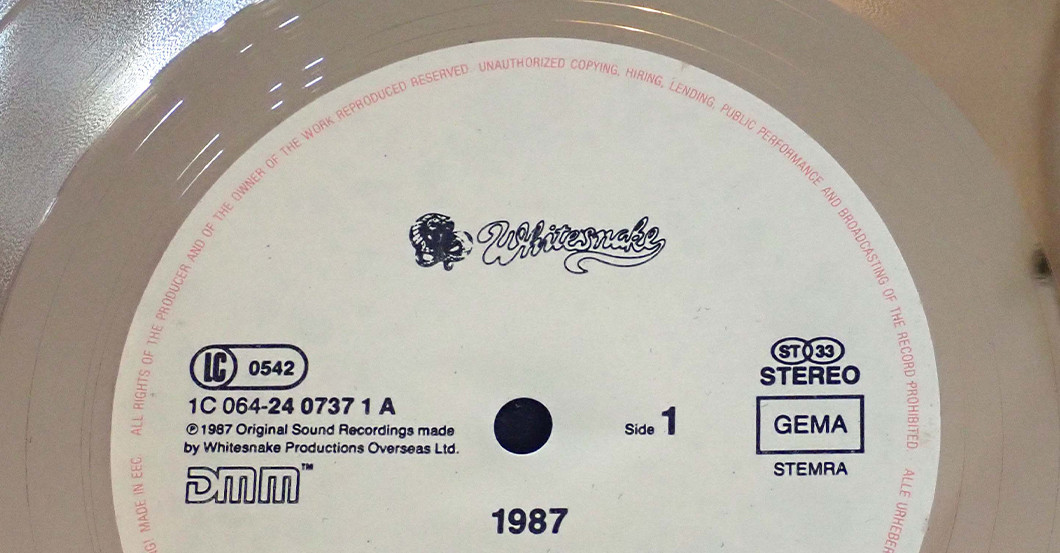 ALL RIGHTS OF THE PRODUCER AND OF THE OWNER OF THE WORK REPRODUCED RESERVED. UNAUTHORIZED COPYING, HIRING, LENDING, PUBLIC PERFORMANCE AND BROADCASTING OF THE RECORD PROHIBITED
Whitesnake
LC 0542
1C 064-24 0737 1 A
℗ 1987 Original Sound Recordings made
by Whitesnake Productions Overseas Ltd.
DMM™
Side 1
ST 33
STEREO
GEMA
STEMRA
1987
MADE IN EEC
ALLE URHEBER